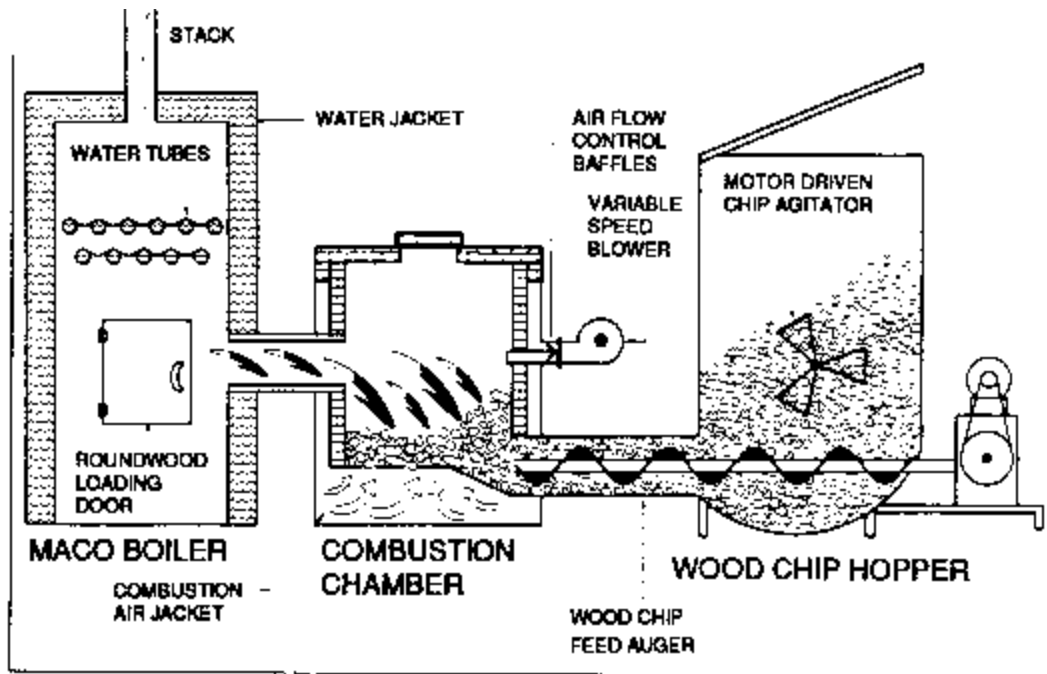 STACK
WATER JACKET
WATER TUBES
AIR FLOW
CONTROL
BAFFLES
VARIABLE
SPEED
BLOWER
MOTOR DRIVEN
CHIP AGITATOR
ROUNDWOOD
LOADING
DOOR
MACO BOILER
COMBUSTION
CHAMBER
WOOD CHIP HOPPER
COMBUSTION
AIR JACKET
WOOD CHIP
FEED AUGER